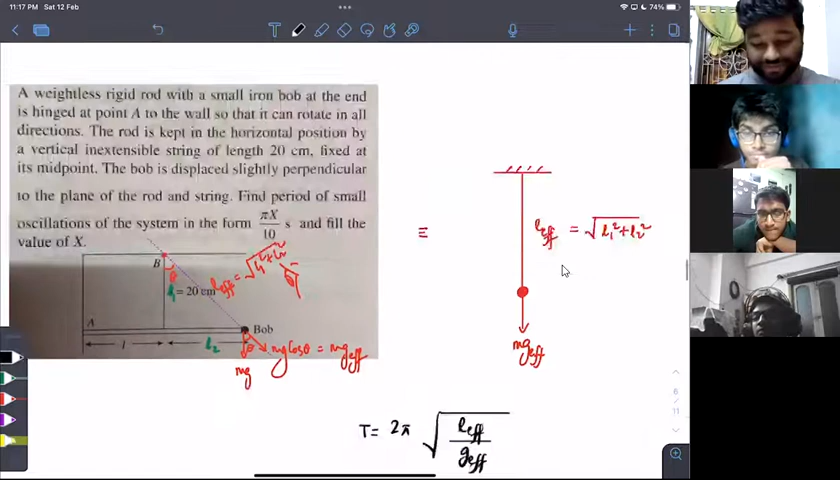 11:17 PM Sat 12 Feb
74%
A weightless rigid rod with a small iron bob at the end
is hinged at point A to the wall so that it can rotate in all
directions. The rod is kept in the horizontal position by
a vertical inextensible string of length 20 cm, fixed at
its midpoint. The bob is displaced slightly perpendicular
to the plane of the rod and string. Find period of small
oscillations of the system in the form πX/10 s and fill the
value of X.
B
θ
l₁ = 20 cm
l_eff = √(l₁²+l₂²)
A
Bob
l
l₂
θ
mg
mg cosθ = mg_eff
≡
l_eff = √(l₁²+l₂²)
mg_eff
T = 2π √(l_eff/g_eff)
6
11